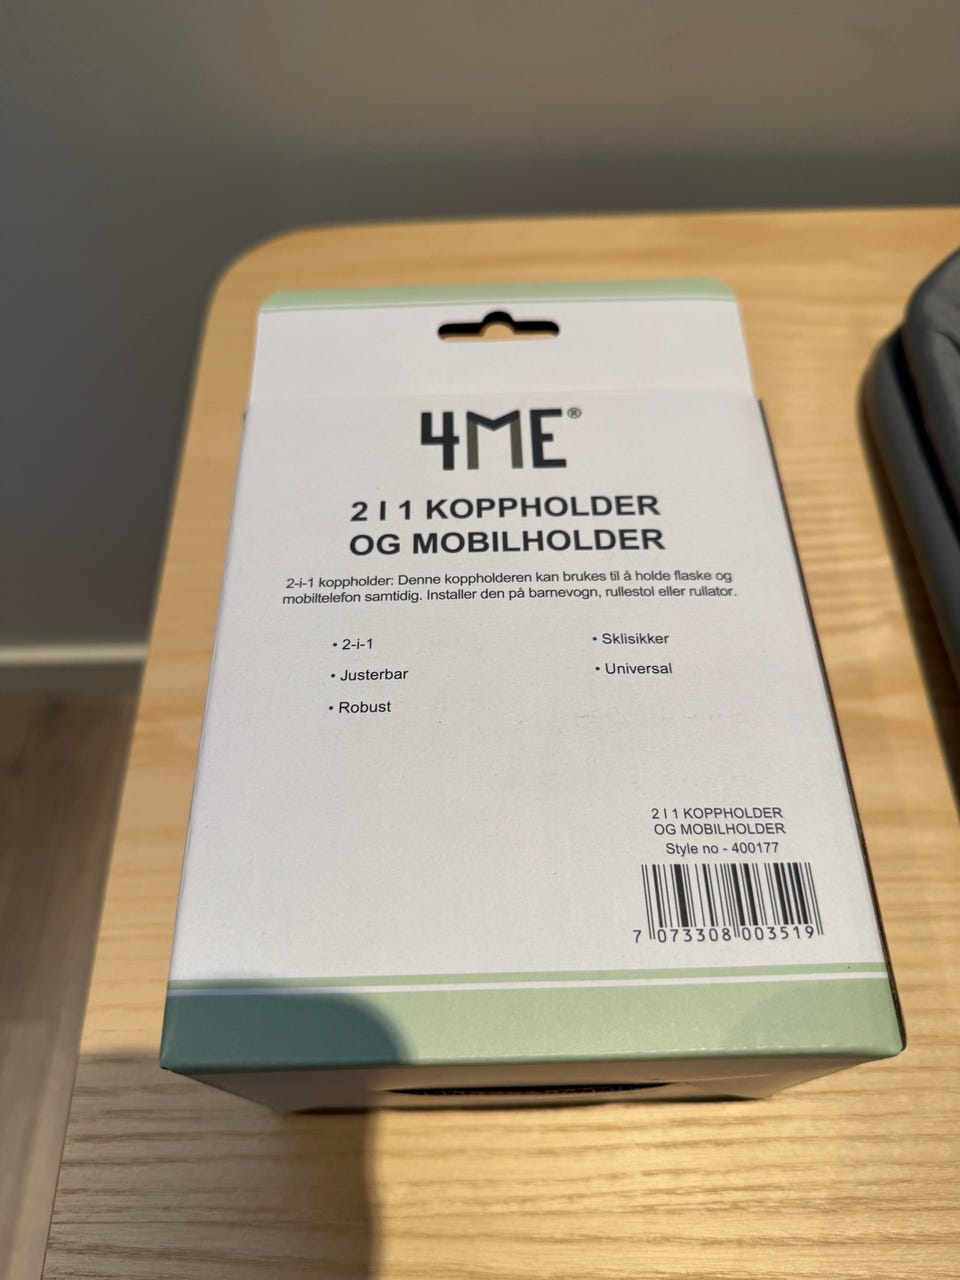 4ME®
2 I 1 KOPPHOLDER
OG MOBILHOLDER
2-i-1 koppholder: Denne koppholderen kan brukes til å holde flaske og
mobiltelefon samtidig. Installer den på barnevogn, rullestol eller rullator.
• 2-i-1
• Justerbar
• Robust
• Sklisikker
• Universal
2 I 1 KOPPHOLDER
OG MOBILHOLDER
Style no - 400177
7 073308 003519